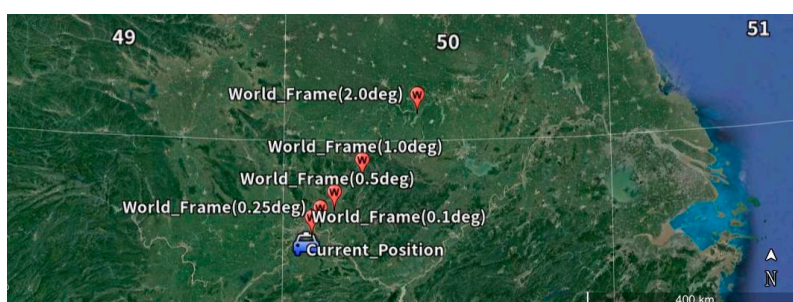 49
50
51
World_Frame(2.0deg)
W
World_Frame(1.0deg)
W
World_Frame(0.5deg)
W
World_Frame(0.25deg)
W
World_Frame(0.1deg)
Current_Position
N
400 km